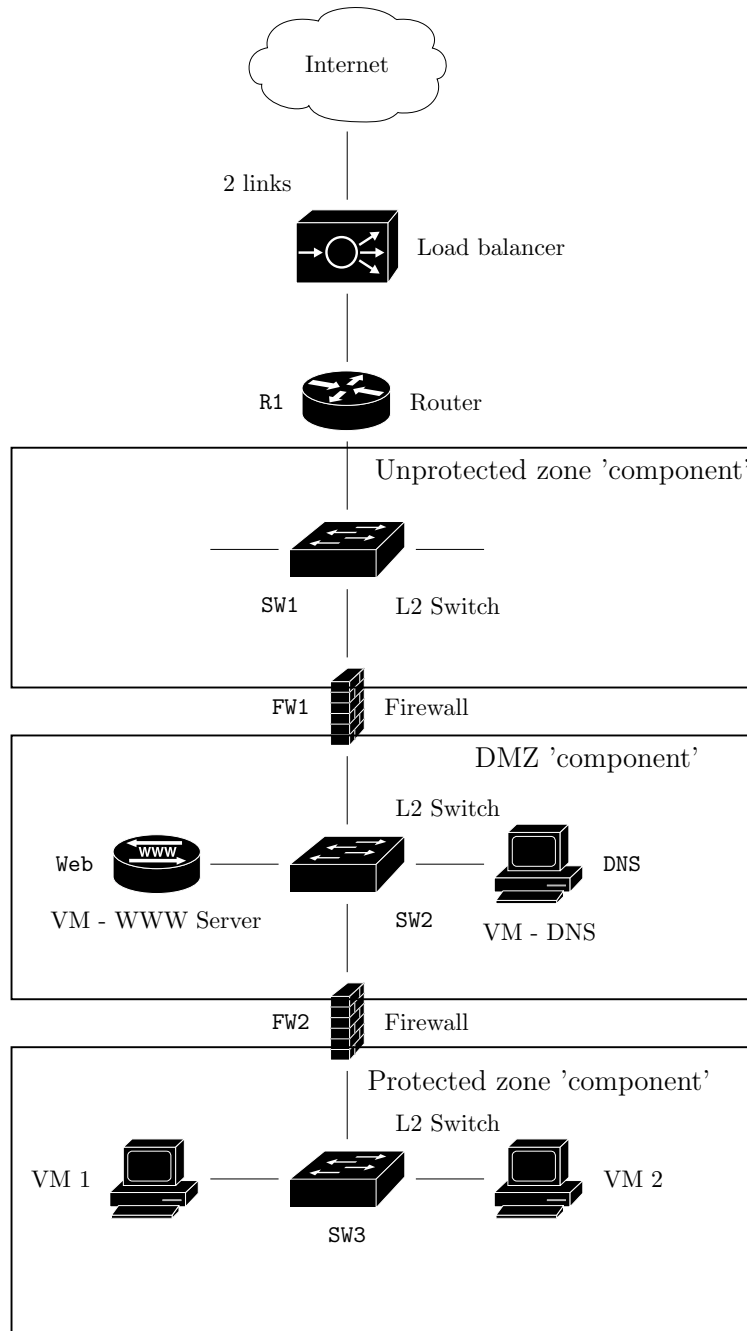 Internet
2 links
Load balancer
R1
Router
Unprotected zone 'component'
SW1
L2 Switch
FW1
Firewall
DMZ 'component'
L2 Switch
Web
WWW
DNS
VM - WWW Server
SW2
VM - DNS
FW2
Firewall
Protected zone 'component'
L2 Switch
VM 1
VM 2
SW3